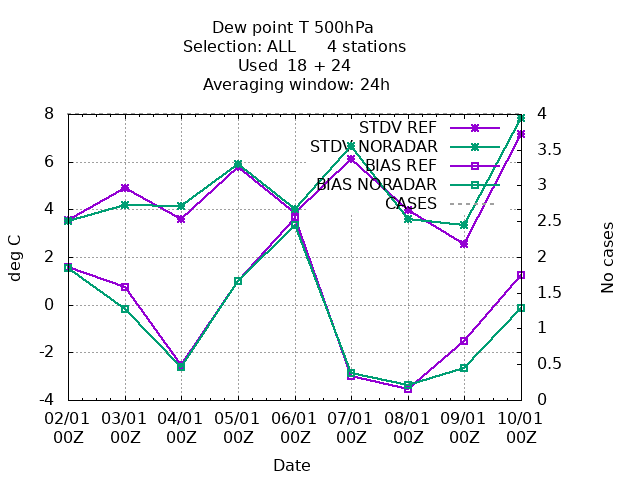 Dew point T 500hPa
Selection: ALL 4 stations
Used 18 + 24
Averaging window: 24h
8
6
4
2
0
-2
-4
deg C
4
3.5
3
2.5
2
1.5
1
0.5
0
No cases
STDV REF
STDV NORADAR
BIAS REF
BIAS NORADAR
CASES
02/01 03/01 04/01 05/01 06/01 07/01 08/01 09/01 10/01
00Z 00Z 00Z 00Z 00Z 00Z 00Z 00Z 00Z
Date